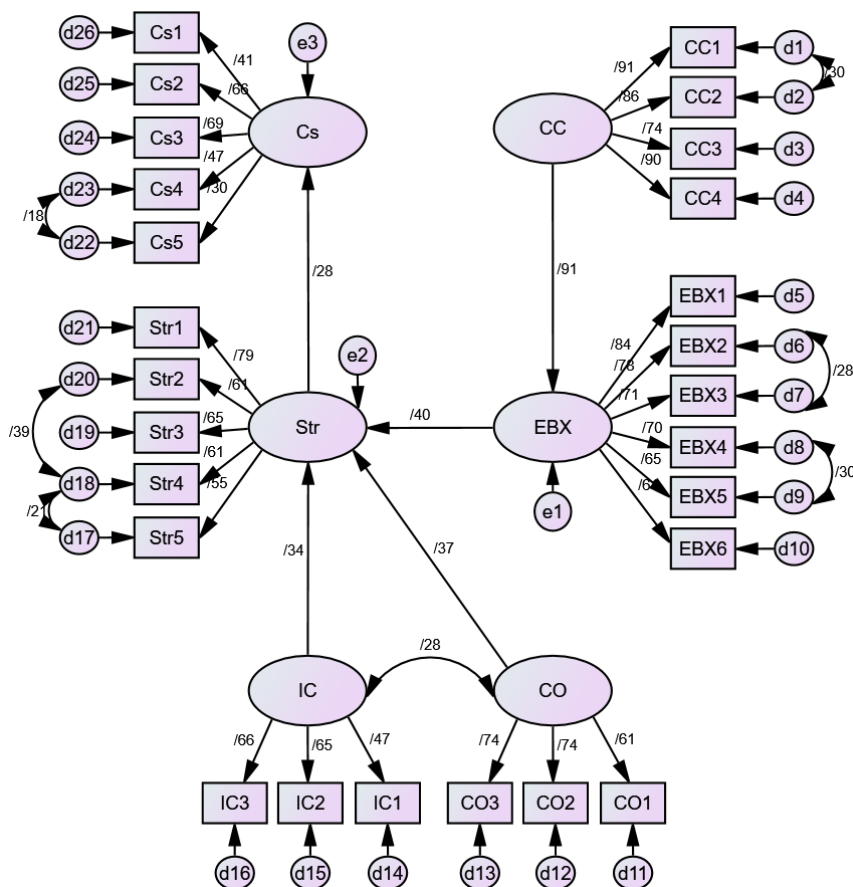 d26
Cs1
/41
e3
CC1
d1
/91
/30
d25
Cs2
/66
/86
CC2
d2
Cs
CC
d24
Cs3
/69
/74
CC3
d3
/47
/90
d23
Cs4
/30
CC4
d4
/18
d22
Cs5
/28
/91
EBX1
d5
d21
Str1
/79
e2
/84
EBX2
d6
/78
/28
d20
Str2
/61
/71
EBX3
d7
/39
d19
Str3
/65
Str
/40
EBX
/70
EBX4
d8
/61
/65
/30
d18
Str4
/55
EBX5
d9
/21
d17
Str5
e1
EBX6
d10
/34
/37
/28
IC
CO
/66
/65
/47
/74
/74
/61
IC3
IC2
IC1
CO3
CO2
CO1
d16
d15
d14
d13
d12
d11